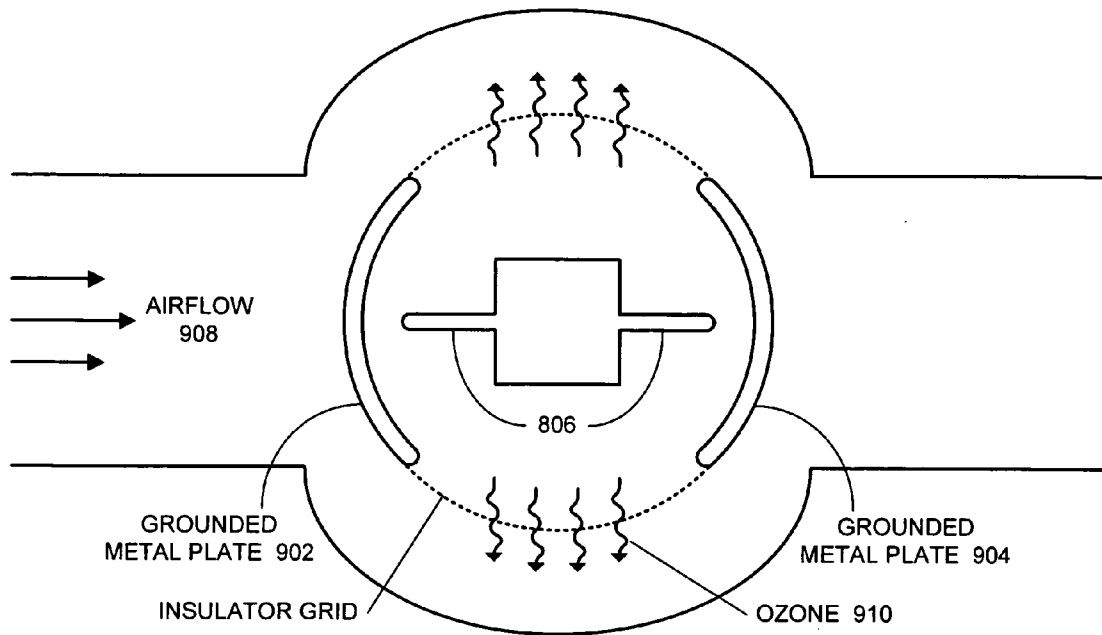 AIRFLOW
908
806
GROUNDED
METAL PLATE 902
GROUNDED
METAL PLATE 904
INSULATOR GRID
OZONE 910